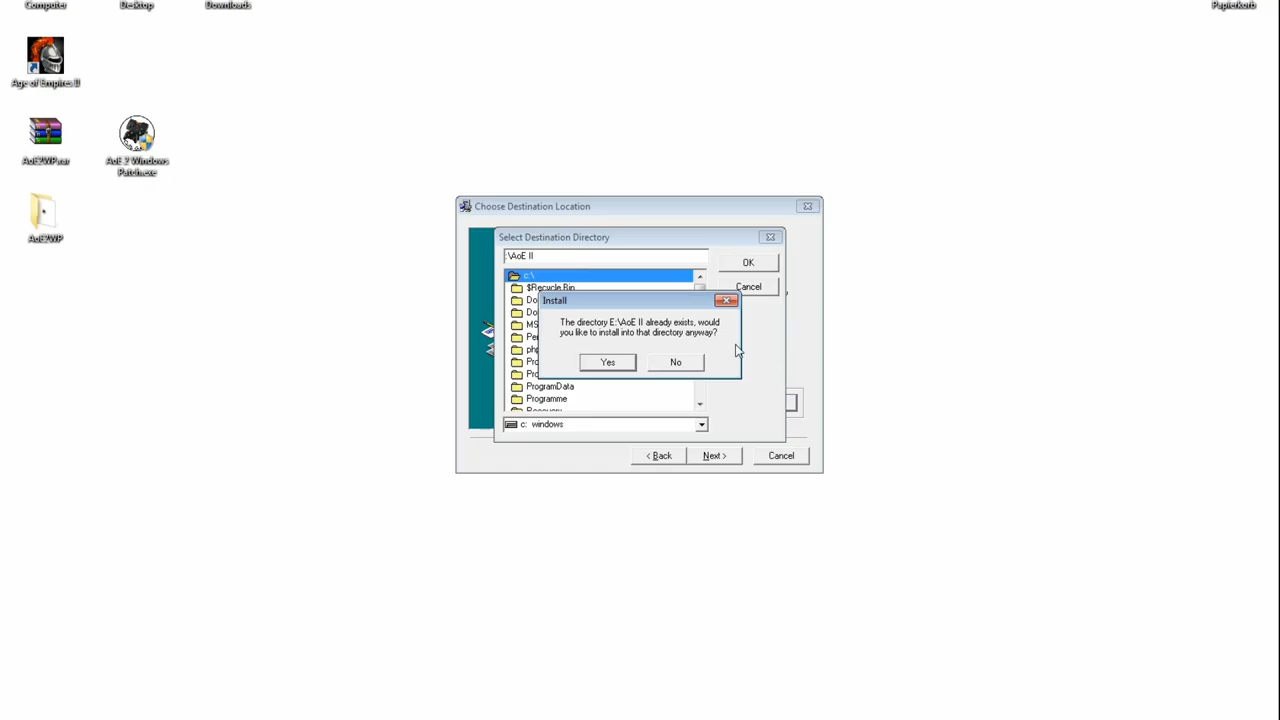 Computer
Desktop
Downloads
Papierkorb
Age of Empires II
AoE2WP.rar
AoE 2 Windows
Patch.exe
AoE2WP
Choose Destination Location
Select Destination Directory
:\AoE II
OK
c:\
$Recycle.Bin
Cancel
Install
The directory E:\AoE II already exists, would
you like to install into that directory anyway?
Yes
No
ProgramData
Programme
Recovery
c: windows
< Back
Next >
Cancel